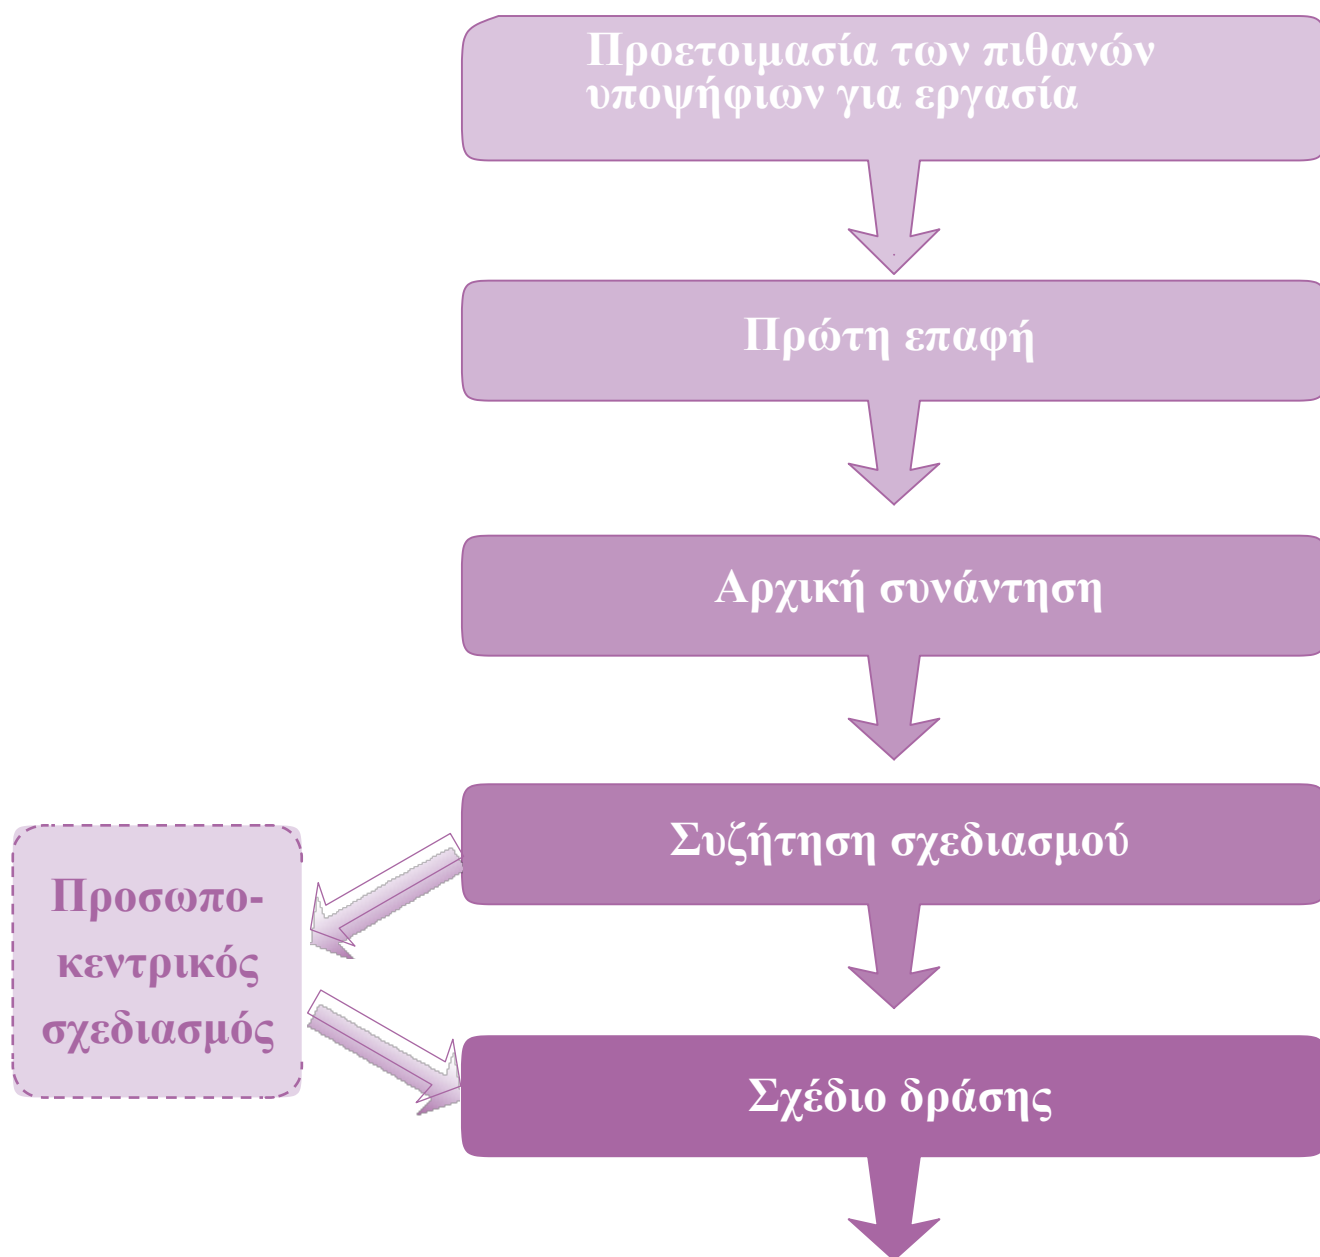 Προετοιμασία των πιθανών
υποψήφιων για εργασία
Πρώτη επαφή
Αρχική συνάντηση
Συζήτηση σχεδιασμού
Προσωπο-
κεντρικός
σχεδιασμός
Σχέδιο δράσης